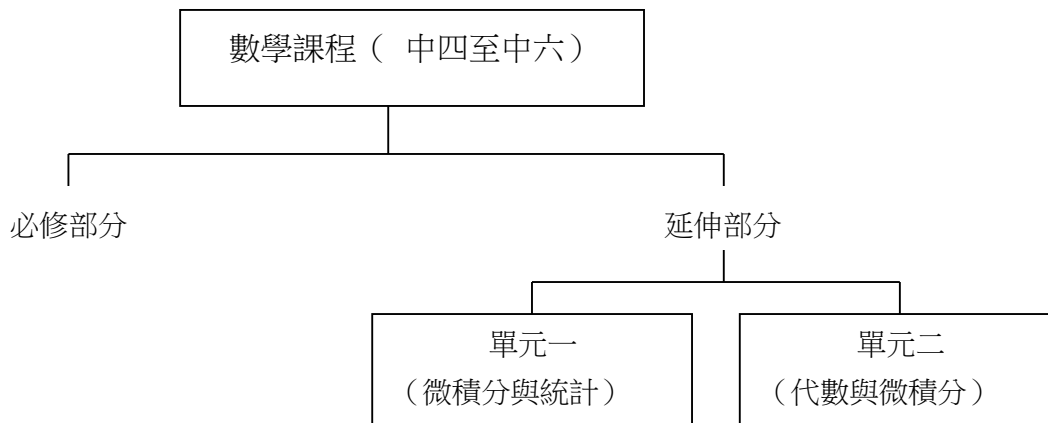 數學課程（ 中四至中六）
必修部分
延伸部分
單元一
（微積分與統計）
單元二
（代數與微積分）